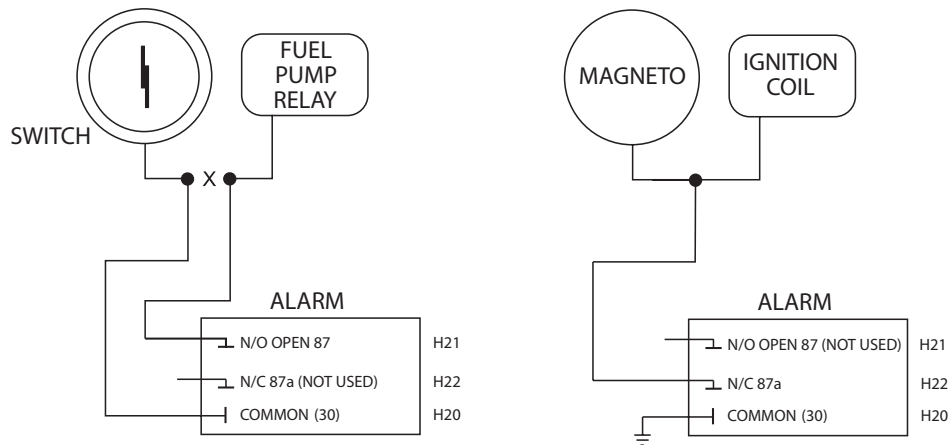 FUEL
PUMP
RELAY
SWITCH
X
ALARM
N/O OPEN 87
H21
N/C 87a (NOT USED)
H22
COMMON (30)
H20
MAGNETO
IGNITION
COIL
ALARM
N/O OPEN 87 (NOT USED)
H21
N/C 87a
H22
COMMON (30)
H20